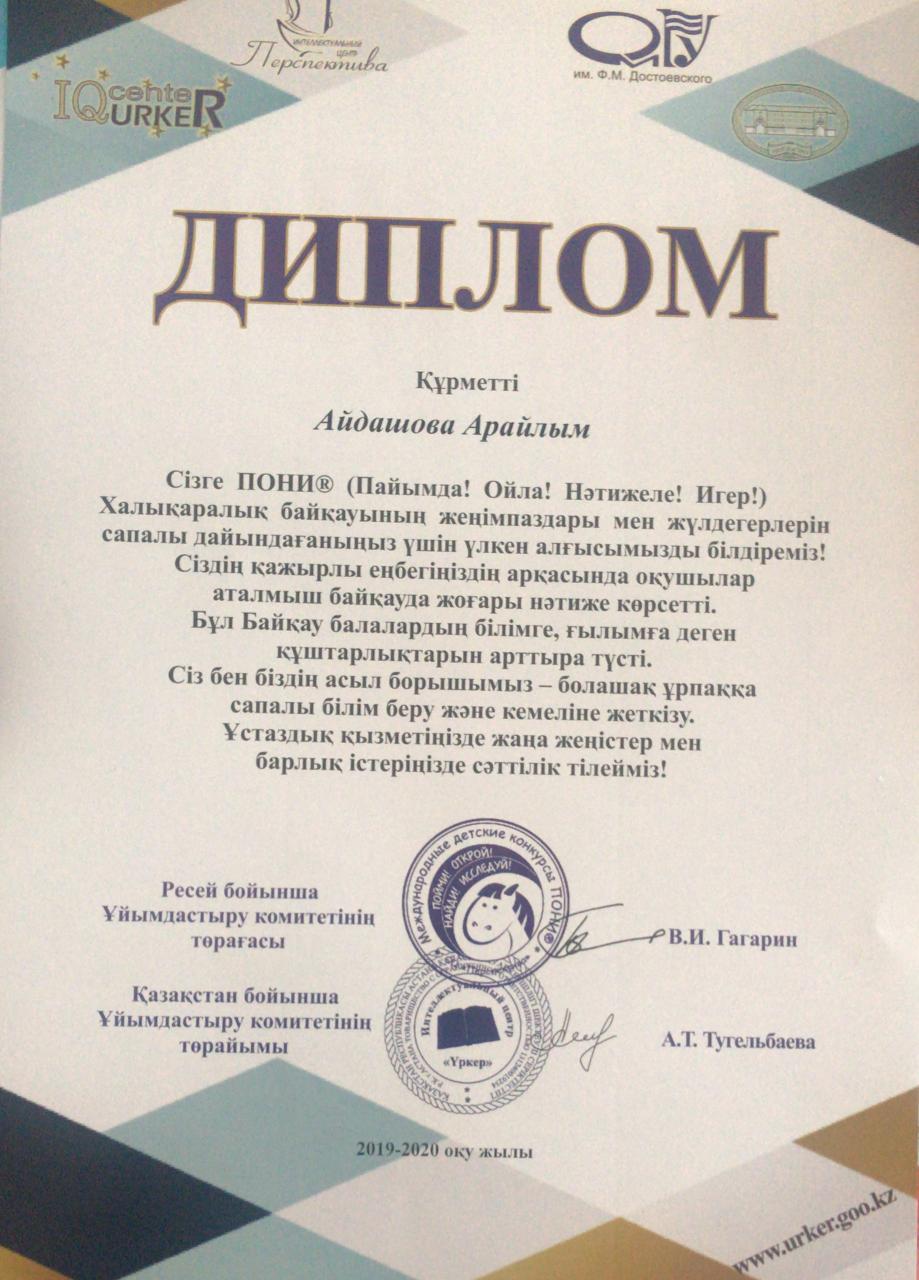 ИНТЕЛЛЕКТУАЛЬНЫЙ
ЦЕНТР
Перспектива
ОмГУ
им. Ф.М. Достоевского
IQ centeR
URKER
ДИПЛОМ
Құрметті
Айдашова Арайлым
Сізге ПОНИ® (Пайымда! Ойла! Нәтижеле! Игер!)
Халықаралық байқауының жеңімпаздары мен жүлдегерлерін
сапалы дайындағаныңыз үшін үлкен алғысымызды білдіреміз!
Сіздің қажырлы еңбегіңіздің арқасында оқушылар
аталмыш байқауда жоғары нәтиже көрсетті.
Бұл Байқау балалардың білімге, ғылымға деген
құштарлықтарын арттыра түсті.
Сіз бен біздің асыл борышымыз – болашақ ұрпаққа
сапалы білім беру және кемеліне жеткізу.
Ұстаздық қызметіңізде жаңа жеңістер мен
барлық істеріңізде сәттілік тілейміз!
Международные детские конкурсы ПОНИ®
ПОЙМИ! ОТКРОЙ!
НАЙДИ! ИССЛЕДУЙ!
Ресей бойынша
Ұйымдастыру комитетінің
төрағасы
В.И. Гагарин
Интеллектуальный центр
«Үркер»
Қазақстан бойынша
Ұйымдастыру комитетінің
төрайымы
А.Т. Тугельбаева
2019-2020 оқу жылы
www.urker.goo.kz